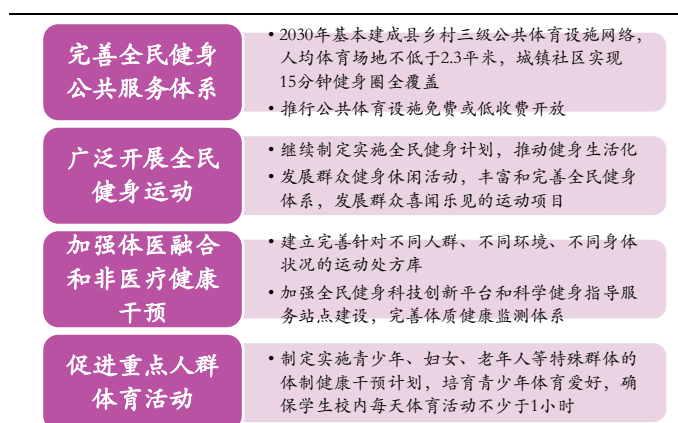 完善全民健身
公共服务体系
•2030年基本建成县乡村三级公共体育设施网络，
人均体育场地不低于2.3平米，城镇社区实现
15分钟健身圈全覆盖
•推行公共体育设施免费或低收费开放
广泛开展全民
健身运动
•继续制定实施全民健身计划，推动健身生活化
•发展群众健身休闲活动，丰富和完善全民健身
体系，发展群众喜闻乐见的运动项目
加强体医融合
和非医疗健康
干预
•建立完善针对不同人群、不同环境、不同身体
状况的运动处方库
•加强全民健身科技创新平台和科学健身指导服
务站点建设，完善体质健康监测体系
促进重点人群
体育活动
•制定实施青少年、妇女、老年人等特殊群体的
体制健康干预计划，培育青少年体育爱好，确
保学生校内每天体育活动不少于1小时